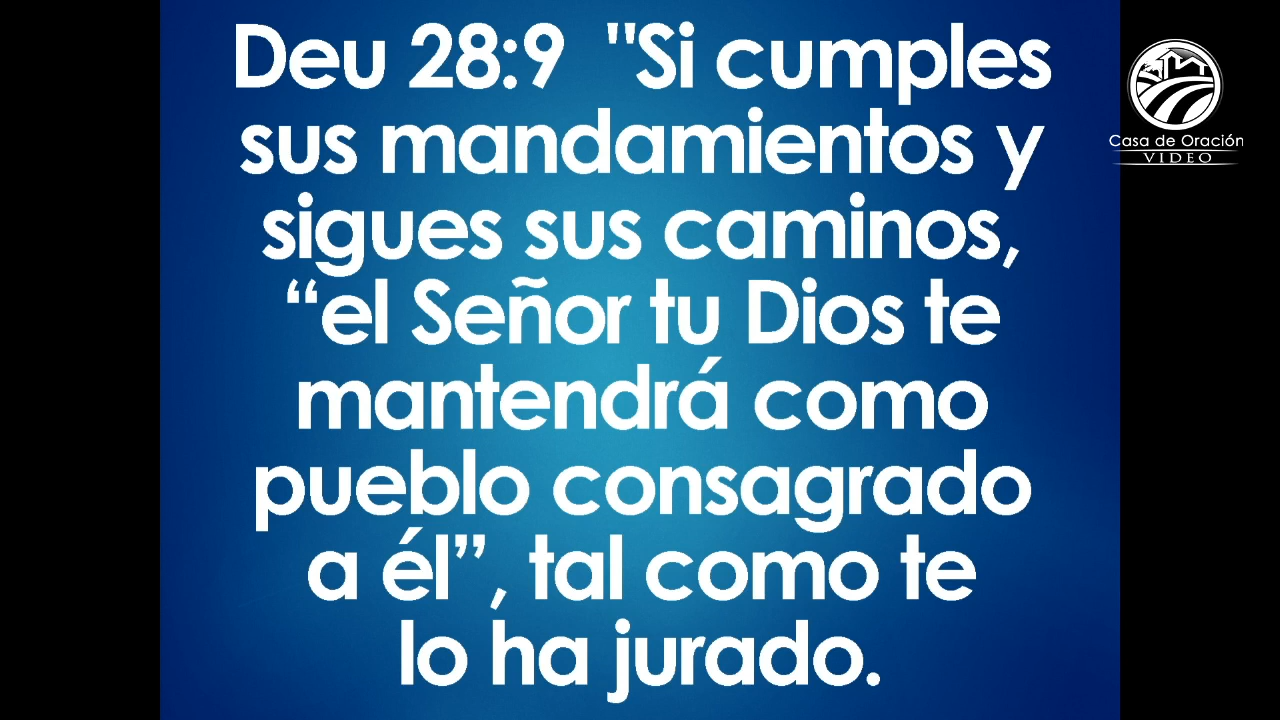 Deu 28:9  "Si cumples
sus mandamientos y
sigues sus caminos,
“el Señor tu Dios te
mantendrá como
pueblo consagrado
a él”, tal como te
lo ha jurado.
Casa de Oración
VIDEO